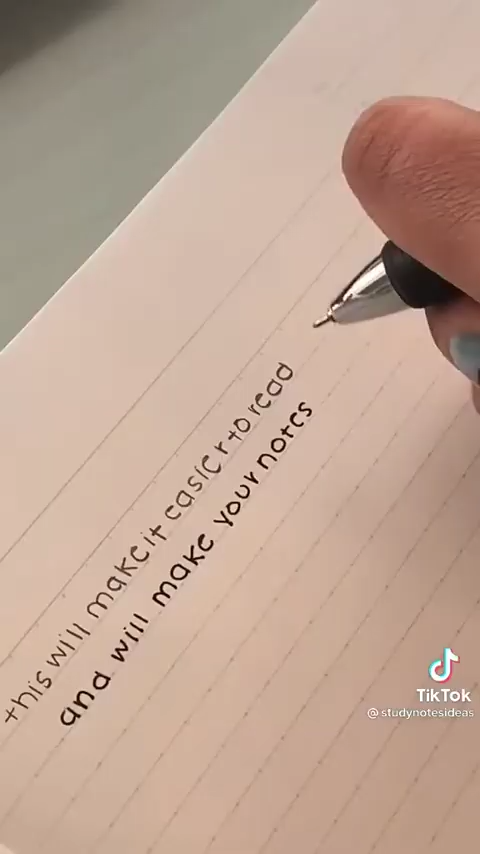 this will make it easier to read
and will make your notes
TikTok
@studynotesideas